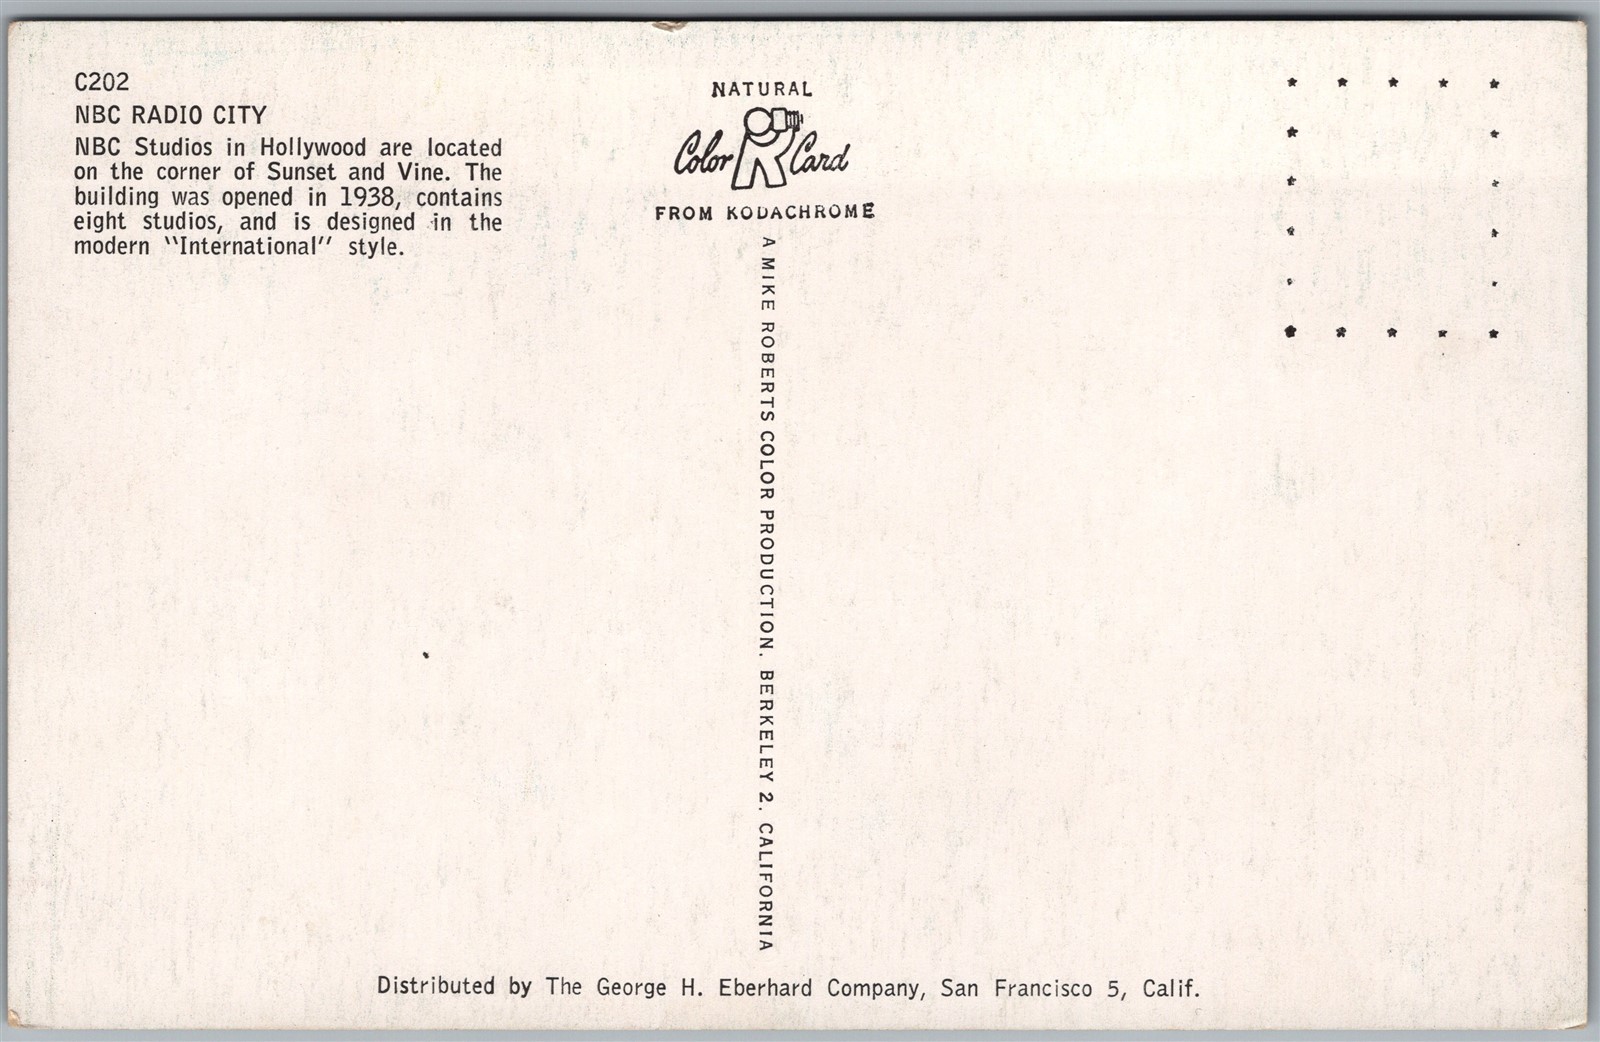 C202
NBC RADIO CITY
NBC Studios in Hollywood are located
on the corner of Sunset and Vine. The
building was opened in 1938, contains
eight studios, and is designed in the
modern "International" style.
NATURAL
Color Card
FROM KODACHROME
A MIKE ROBERTS COLOR PRODUCTION. BERKELEY 2. CALIFORNIA
Distributed by The George H. Eberhard Company, San Francisco 5, Calif.